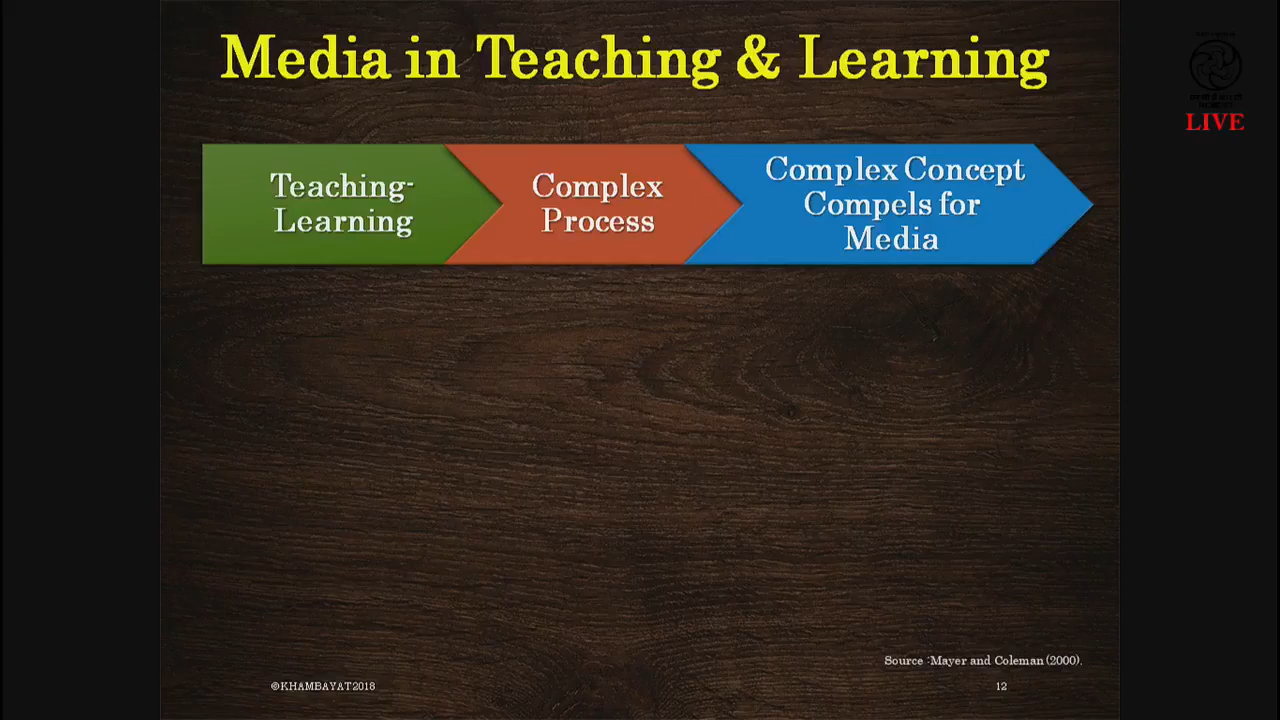 Media in Teaching & Learning
LIVE
Teaching-
Learning
Complex
Process
Complex Concept
Compels for
Media
Source :Mayer and Coleman (2000).
©KHAMBAYAT2018
12